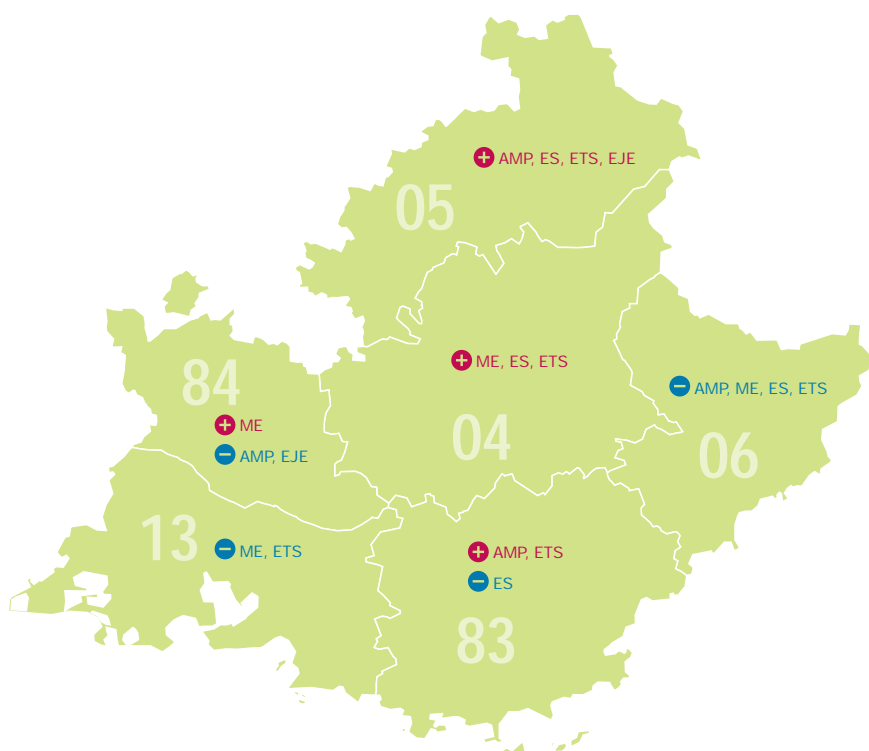 + AMP, ES, ETS, EJE
05
+ ME, ES, ETS
84
− AMP, ME, ES, ETS
+ ME
04
− AMP, EJE
06
13
− ME, ETS
+ AMP, ETS
− ES
83